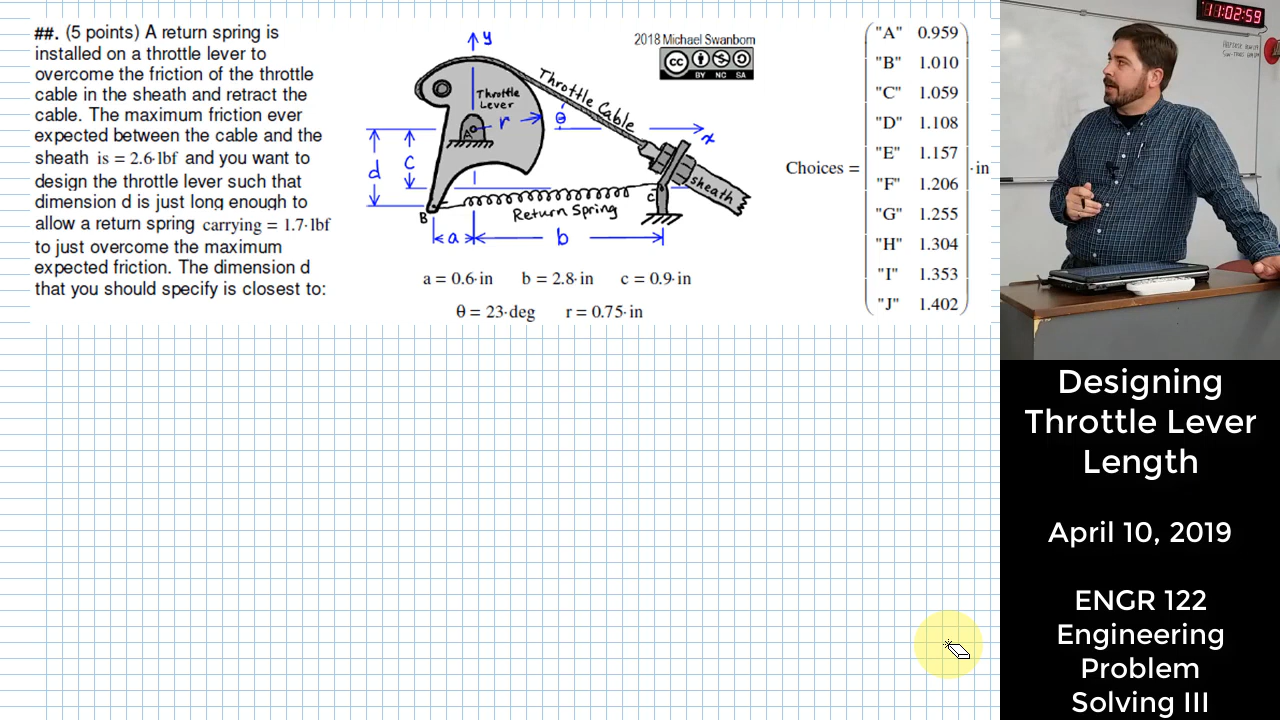 ##. (5 points) A return spring is
installed on a throttle lever to
overcome the friction of the throttle
cable in the sheath and retract the
cable. The maximum friction ever
expected between the cable and the
sheath is = 2.6·lbf and you want to
design the throttle lever such that
dimension d is just long enough to
allow a return spring carrying = 1.7·lbf
to just overcome the maximum
expected friction. The dimension d
that you should specify is closest to:
y
2018 Michael Swanbom
cc
BY NC SA
Throttle Cable
Throttle
Lever
A
r
θ
x
d
C
sheath
B
Return Spring
C
a
b
a = 0.6·in b = 2.8·in c = 0.9·in
θ = 23·deg r = 0.75·in
Choices =
"A" 0.959
"B" 1.010
"C" 1.059
"D" 1.108
"E" 1.157
"F" 1.206
"G" 1.255
"H" 1.304
"I" 1.353
"J" 1.402
·in
11:02:59
Designing
Throttle Lever
Length
April 10, 2019
ENGR 122
Engineering
Problem
Solving III